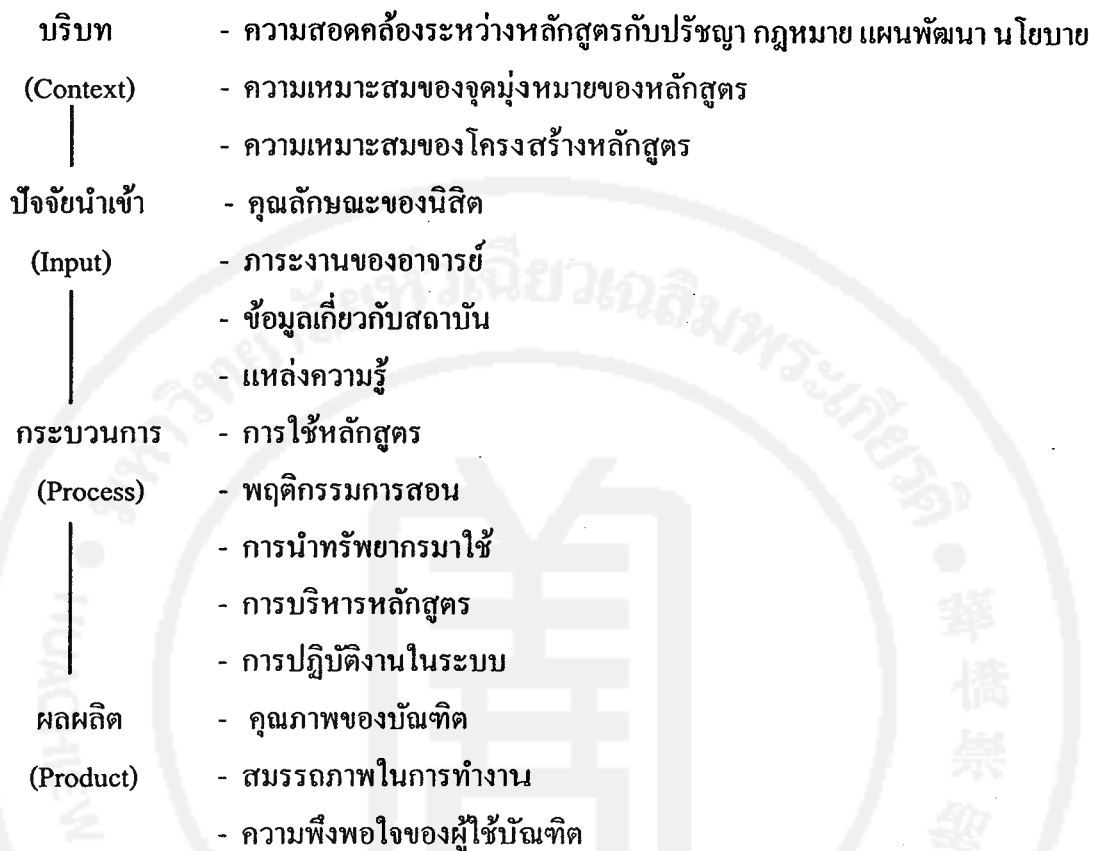 บริบท - ความสอดคล้องระหว่างหลักสูตรกับปรัชญา กฎหมาย แผนพัฒนา นโยบาย
(Context) - ความเหมาะสมของจุดมุ่งหมายของหลักสูตร
- ความเหมาะสมของโครงสร้างหลักสูตร
ปัจจัยนำเข้า - คุณลักษณะของนิสิต
(Input) - ภาระงานของอาจารย์
- ข้อมูลเกี่ยวกับสถาบัน
- แหล่งความรู้
กระบวนการ - การใช้หลักสูตร
(Process) - พฤติกรรมการสอน
- การนำทรัพยากรมาใช้
- การบริหารหลักสูตร
- การปฏิบัติงานในระบบ
ผลผลิต - คุณภาพของบัณฑิต
(Product) - สมรรถภาพในการทำงาน
- ความพึงพอใจของผู้ใช้บัณฑิต